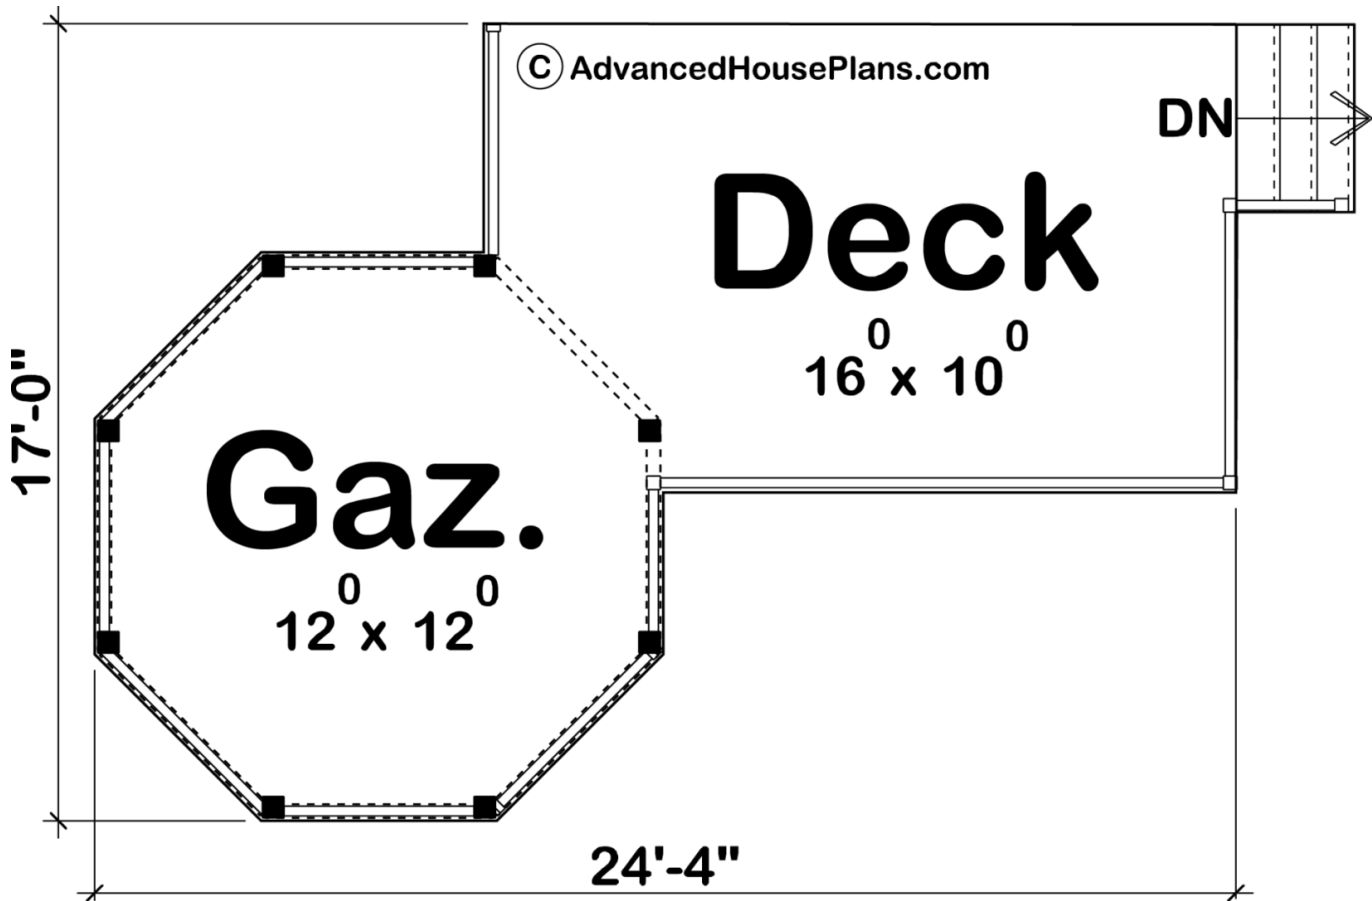 © AdvancedHousePlans.com
DN
Deck
16⁰ x 10⁰
17'-0"
Gaz.
12⁰ x 12⁰
24'-4"